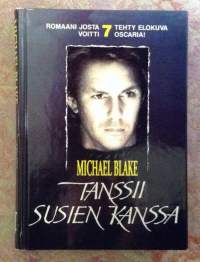 ROMAANI JOSTA 7 TEHTY ELOKUVA
VOITTI OSCARIA!
MICHAEL BLAKE
TANSSII
SUSIEN KANSSA